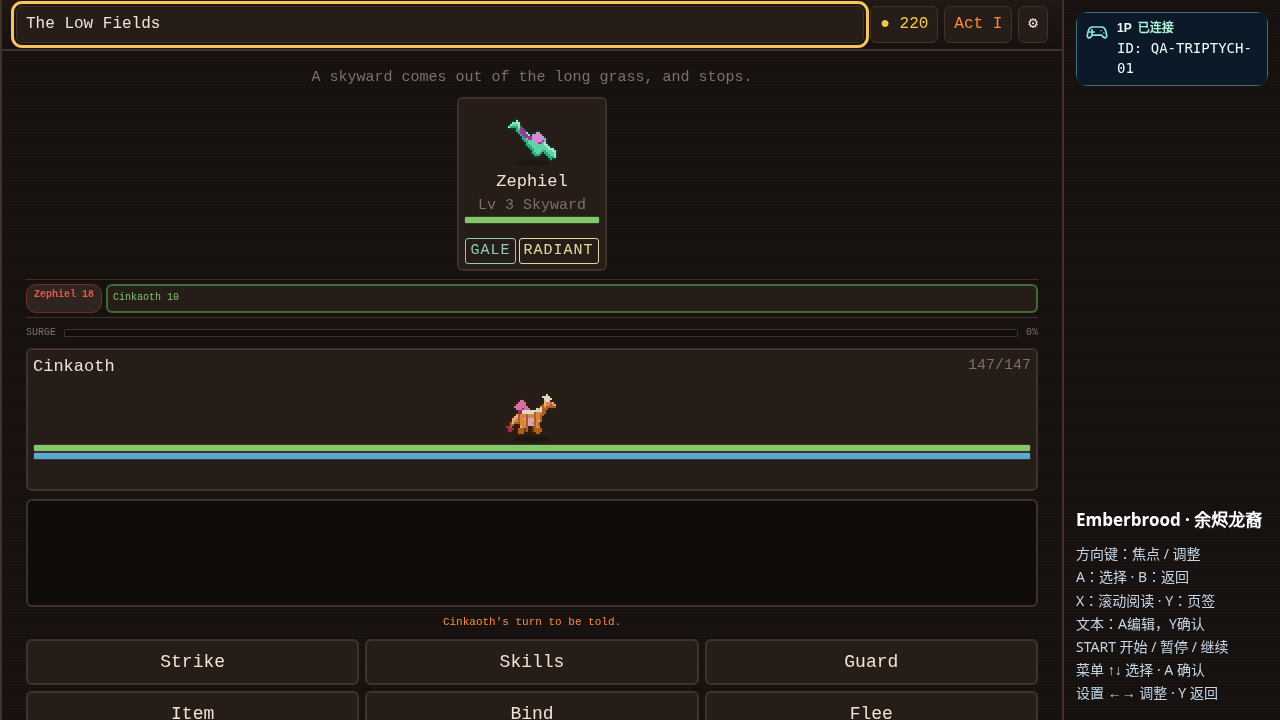 The Low Fields
● 220
Act I
⚙
A skyward comes out of the long grass, and stops.
Zephiel
Lv 3 Skyward
GALE
RADIANT
Zephiel 18
Cinkaoth 10
SURGE
0%
Cinkaoth
147/147
Cinkaoth's turn to be told.
Strike
Skills
Guard
Item
Bind
Flee
1P 已连接
ID: QA-TRIPTYCH-
01
Emberbrood · 余烬龙裔
方向键：焦点 / 调整
A：选择 · B：返回
X：滚动阅读 · Y：页签
文本：A编辑，Y确认
START 开始 / 暂停 / 继续
菜单 ↑↓ 选择 · A 确认
设置 ←→ 调整 · Y 返回